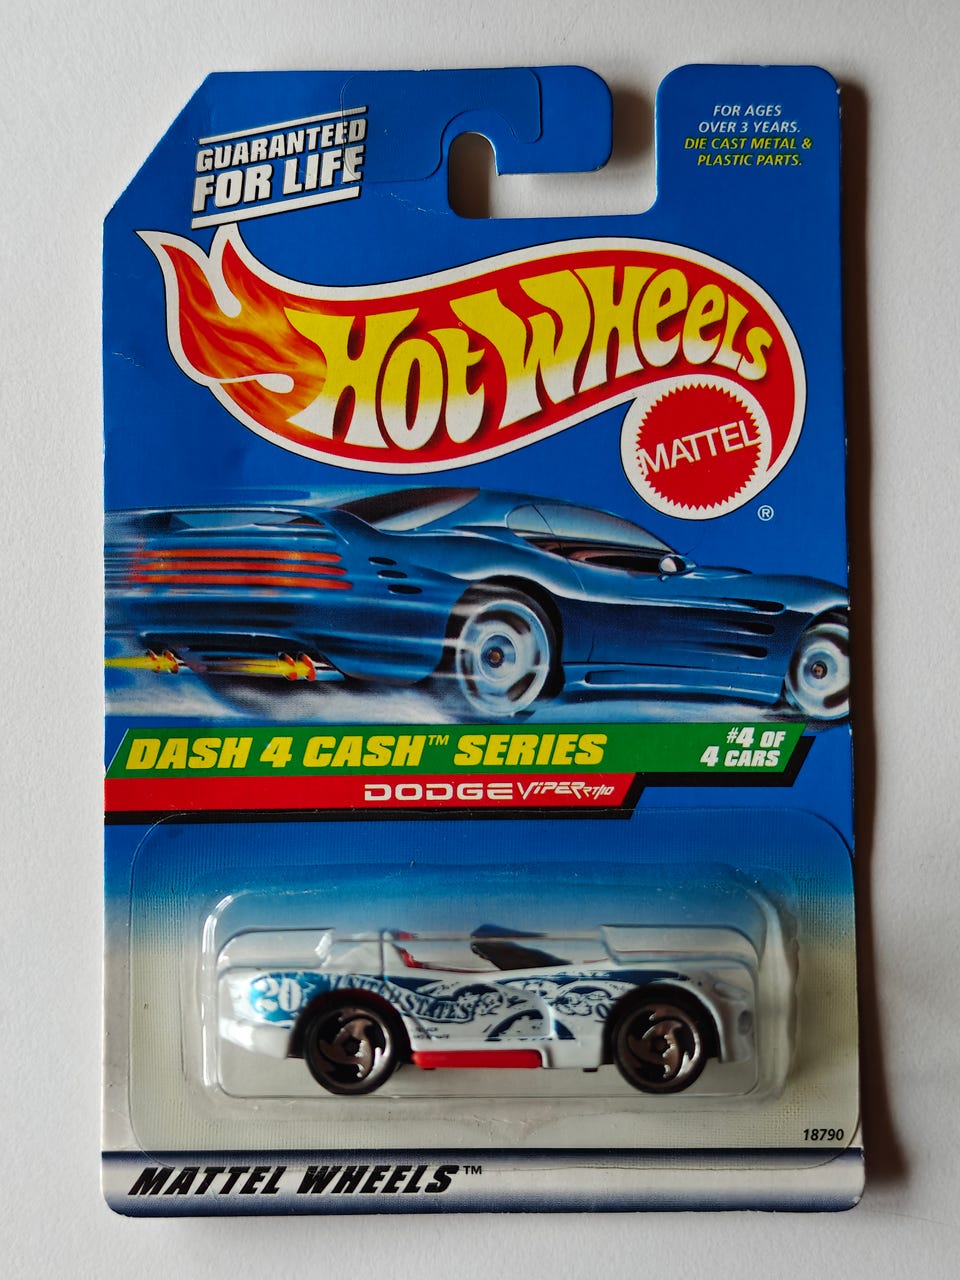 GUARANTEED
FOR LIFE
FOR AGES
OVER 3 YEARS.
DIE CAST METAL &
PLASTIC PARTS.
HOT WHEELS
MATTEL
®
DASH 4 CASH™ SERIES
#4 OF
4 CARS
DODGE VIPER RT/10
20 UNITED STATES
18790
MATTEL WHEELS™